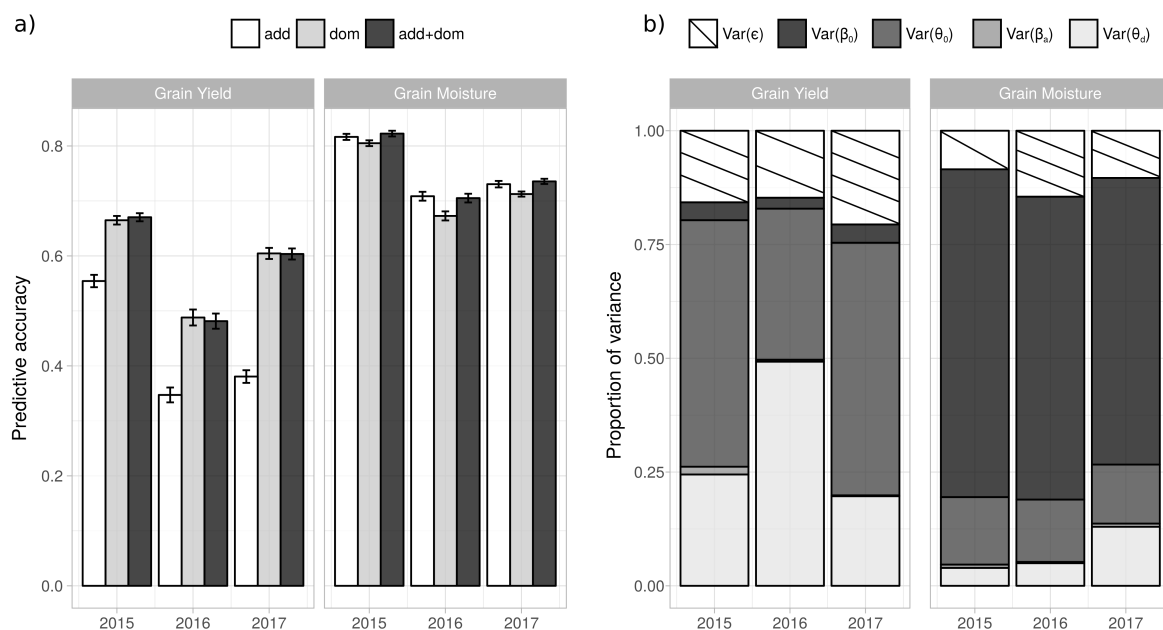 a)
add dom add+dom
Grain Yield Grain Moisture
Predictive accuracy
0.8
0.6
0.4
0.2
0.0
2015 2016 2017 2015 2016 2017
b)
Var(ϵ) Var(β₀) Var(θ₀) Var(βₐ) Var(θd)
Grain Yield Grain Moisture
Proportion of variance
1.00
0.75
0.50
0.25
0.00
2015 2016 2017 2015 2016 2017